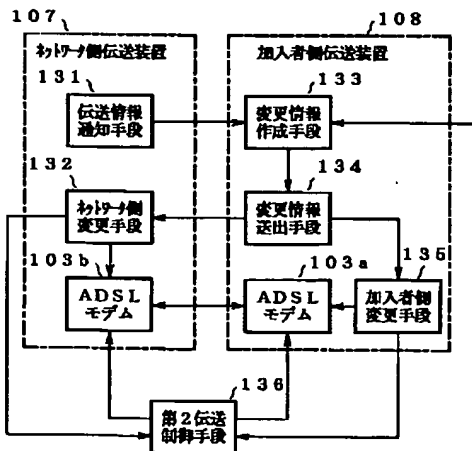 107
108
ネットワーク側伝送装置
加入者側伝送装置
131
133
伝送情報
通知手段
変更情報
作成手段
132
134
ネットワーク側
変更手段
変更情報
送出手段
103b
103a
135
ADSL
モデム
ADSL
モデム
加入者側
変更手段
136
第2伝送
制御手段